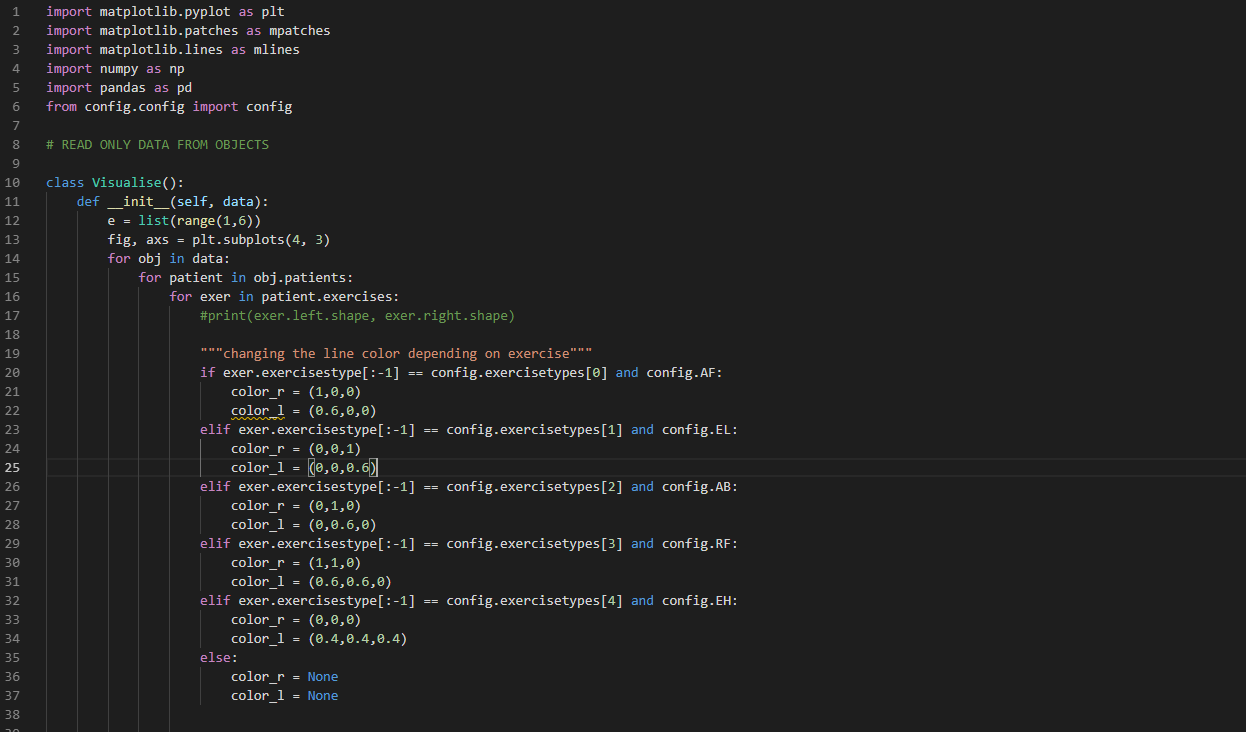 1 import matplotlib.pyplot as plt
2 import matplotlib.patches as mpatches
3 import matplotlib.lines as mlines
4 import numpy as np
5 import pandas as pd
6 from config.config import config
7
8 # READ ONLY DATA FROM OBJECTS
9
10 class Visualise():
11 def __init__(self, data):
12 e = list(range(1,6))
13 fig, axs = plt.subplots(4, 3)
14 for obj in data:
15 for patient in obj.patients:
16 for exer in patient.exercises:
17 #print(exer.left.shape, exer.right.shape)
18
19 """changing the line color depending on exercise"""
20 if exer.exercisestype[:-1] == config.exercisetypes[0] and config.AF:
21 color_r = (1,0,0)
22 color_l = (0.6,0,0)
23 elif exer.exercisestype[:-1] == config.exercisetypes[1] and config.EL:
24 color_r = (0,0,1)
25 color_l = (0,0,0.6)
26 elif exer.exercisestype[:-1] == config.exercisetypes[2] and config.AB:
27 color_r = (0,1,0)
28 color_l = (0,0.6,0)
29 elif exer.exercisestype[:-1] == config.exercisetypes[3] and config.RF:
30 color_r = (1,1,0)
31 color_l = (0.6,0.6,0)
32 elif exer.exercisestype[:-1] == config.exercisetypes[4] and config.EH:
33 color_r = (0,0,0)
34 color_l = (0.4,0.4,0.4)
35 else:
36 color_r = None
37 color_l = None
38